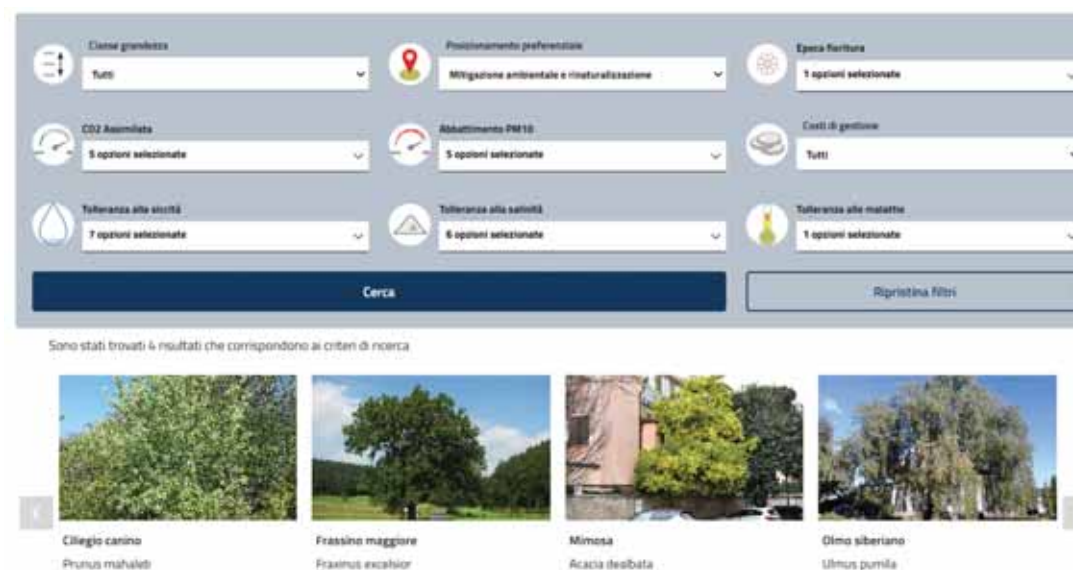 Classe grandezza
Tutti
Posizionamento preferenziale
Mitigazione ambientale e rinaturalizzazione
Epoca fioritura
1 opzioni selezionate
CO2 Assimilata
5 opzioni selezionate
Abbattimento PM10
5 opzioni selezionate
Costi di gestione
Tutti
Tolleranza alla siccità
7 opzioni selezionate
Tolleranza alla salinità
6 opzioni selezionate
Tolleranza alle malattie
1 opzioni selezionate
Cerca
Ripristina filtri
Sono stati trovati 4 risultati che corrispondono ai criteri di ricerca
Ciliegio canino
Frassino maggiore
Mimosa
Olmo siberiano
Prunus mahaleb
Fraxinus excelsior
Acacia dealbata
Ulmus pumila